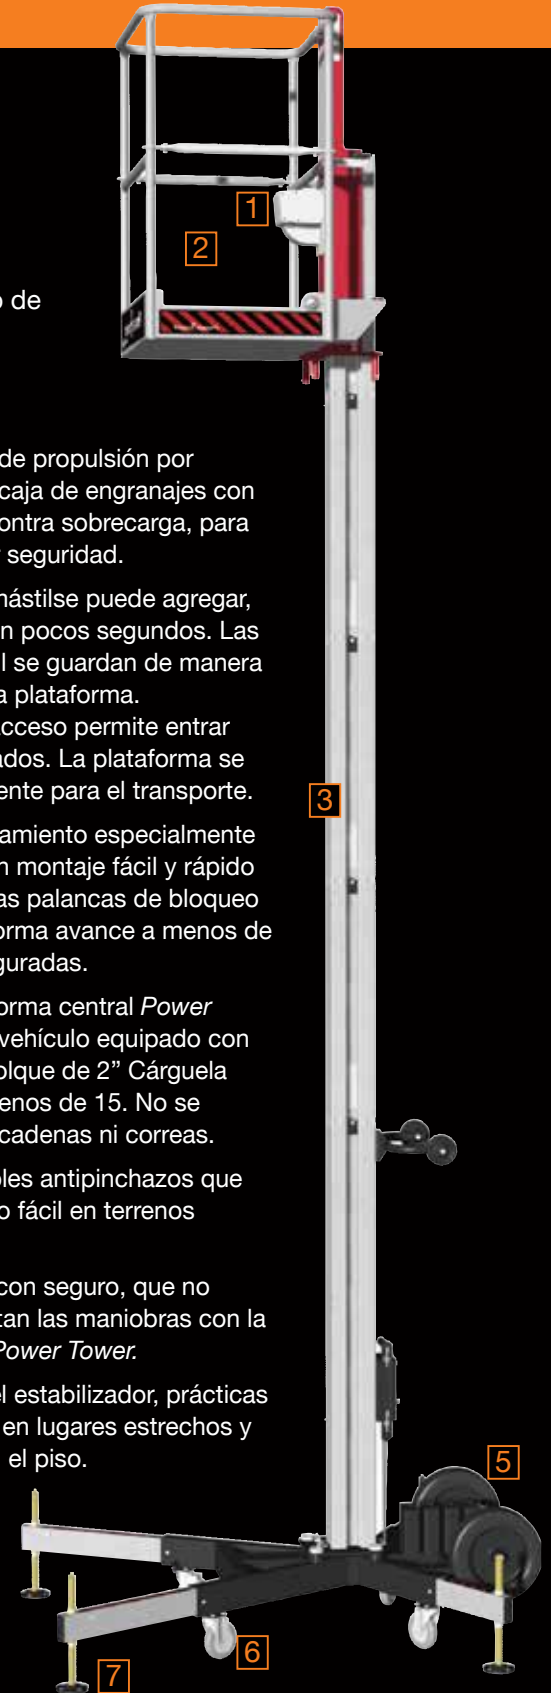 1
2
o de
de propulsión por
caja de engranajes con
ontra sobrecarga, para
r seguridad.
mástilse puede agregar,
n pocos segundos. Las
l se guardan de manera
a plataforma.
acceso permite entrar
ados. La plataforma se
ente para el transporte.
3
amiento especialmente
n montaje fácil y rápido
as palancas de bloqueo
orma avance a menos de
guradas.
orma central Power
vehículo equipado con
olque de 2” Cárguela
enos de 15. No se
cadenas ni correas.
bles antipinchazos que
o fácil en terrenos
con seguro, que no
tan las maniobras con la
Power Tower.
el estabilizador, prácticas
en lugares estrechos y
el piso.
5
6
7